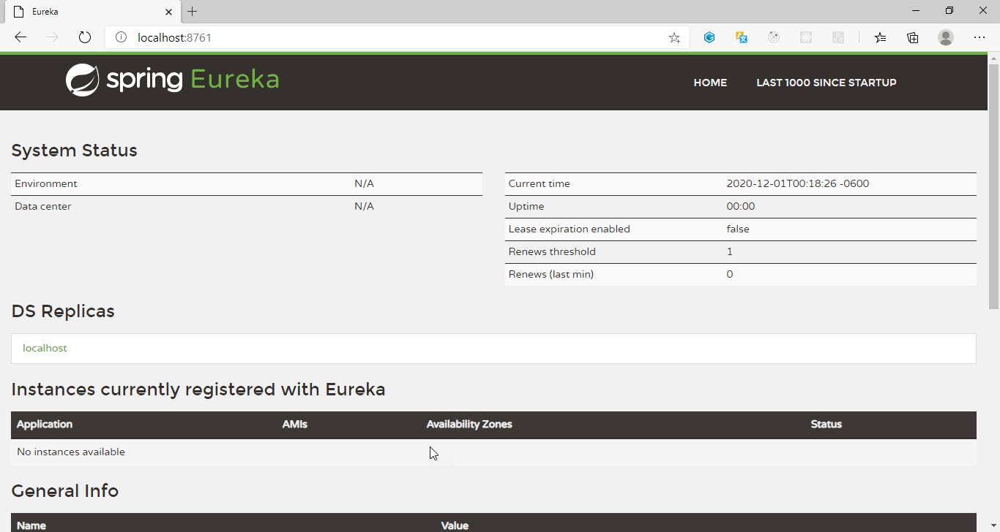 Eureka
localhost:8761
spring Eureka
HOME LAST 1000 SINCE STARTUP
System Status
Environment N/A
Data center N/A
Current time 2020-12-01T00:18:26 -0600
Uptime 00:00
Lease expiration enabled false
Renews threshold 1
Renews (last min) 0
DS Replicas
localhost
Instances currently registered with Eureka
Application AMIs Availability Zones Status
No instances available
General Info
Name Value